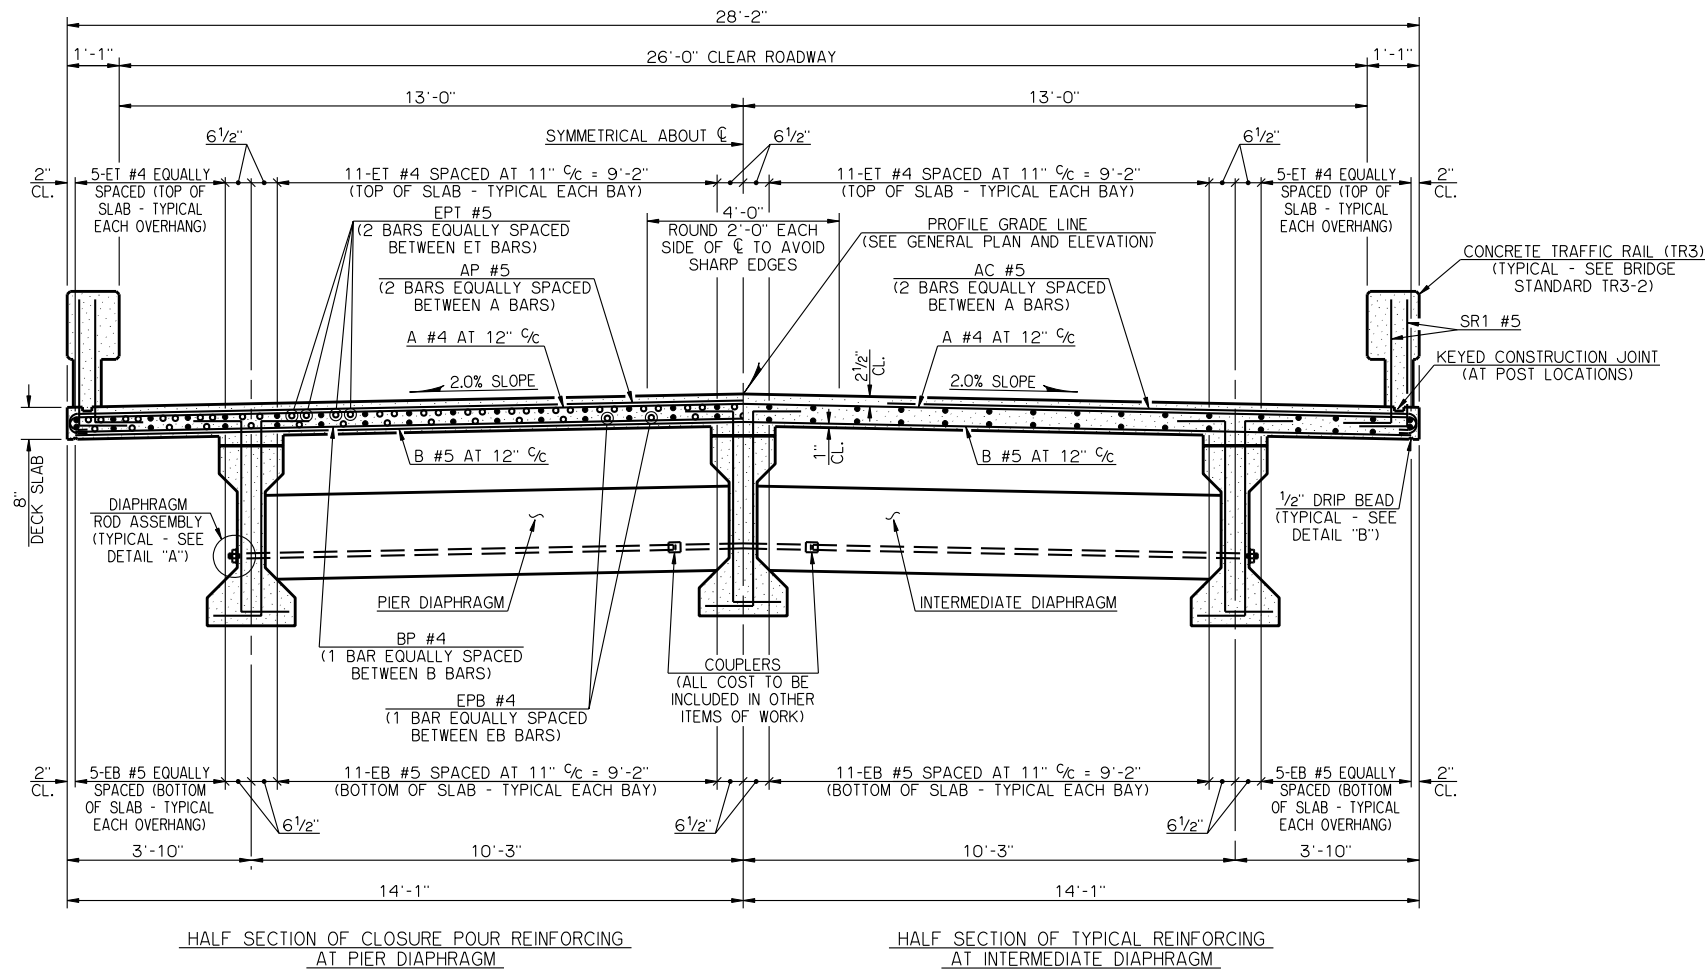 28'-2"
1'-1"
26'-0" CLEAR ROADWAY
1'-1"
13'-0"
13'-0"
6½"
SYMMETRICAL ABOUT ℄
6½"
6½"
2"
CL.
5-ET #4 EQUALLY
SPACED (TOP OF
SLAB - TYPICAL
EACH OVERHANG)
11-ET #4 SPACED AT 11" C/c = 9'-2"
(TOP OF SLAB - TYPICAL EACH BAY)
11-ET #4 SPACED AT 11" C/c = 9'-2"
(TOP OF SLAB - TYPICAL EACH BAY)
5-ET #4 EQUALLY
SPACED (TOP OF
SLAB - TYPICAL
EACH OVERHANG)
2"
CL.
EPT #5
(2 BARS EQUALLY SPACED
BETWEEN ET BARS)
4'-0"
ROUND 2'-0" EACH
SIDE OF ℄ TO AVOID
SHARP EDGES
PROFILE GRADE LINE
(SEE GENERAL PLAN AND ELEVATION)
CONCRETE TRAFFIC RAIL (TR3)
(TYPICAL - SEE BRIDGE
STANDARD TR3-2)
AP #5
(2 BARS EQUALLY SPACED
BETWEEN A BARS)
AC #5
(2 BARS EQUALLY SPACED
BETWEEN A BARS)
SR1 #5
A #4 AT 12" C/c
2½"
CL.
A #4 AT 12" C/c
KEYED CONSTRUCTION JOINT
(AT POST LOCATIONS)
2.0% SLOPE
2.0% SLOPE
8"
DECK SLAB
B #5 AT 12" C/c
1"
CL.
B #5 AT 12" C/c
DIAPHRAGM
ROD ASSEMBLY
(TYPICAL - SEE
DETAIL "A")
½" DRIP BEAD
(TYPICAL - SEE
DETAIL "B")
PIER DIAPHRAGM
INTERMEDIATE DIAPHRAGM
BP #4
(1 BAR EQUALLY SPACED
BETWEEN B BARS)
COUPLERS
(ALL COST TO BE
INCLUDED IN OTHER
ITEMS OF WORK)
EPB #4
(1 BAR EQUALLY SPACED
BETWEEN EB BARS)
2"
CL.
5-EB #5 EQUALLY
SPACED (BOTTOM
OF SLAB - TYPICAL
EACH OVERHANG)
11-EB #5 SPACED AT 11" C/c = 9'-2"
(BOTTOM OF SLAB - TYPICAL EACH BAY)
11-EB #5 SPACED AT 11" C/c = 9'-2"
(BOTTOM OF SLAB - TYPICAL EACH BAY)
5-EB #5 EQUALLY
SPACED (BOTTOM
OF SLAB - TYPICAL
EACH OVERHANG)
2"
CL.
6½"
6½"
6½"
3'-10"
10'-3"
10'-3"
3'-10"
14'-1"
14'-1"
HALF SECTION OF CLOSURE POUR REINFORCING
AT PIER DIAPHRAGM
HALF SECTION OF TYPICAL REINFORCING
AT INTERMEDIATE DIAPHRAGM